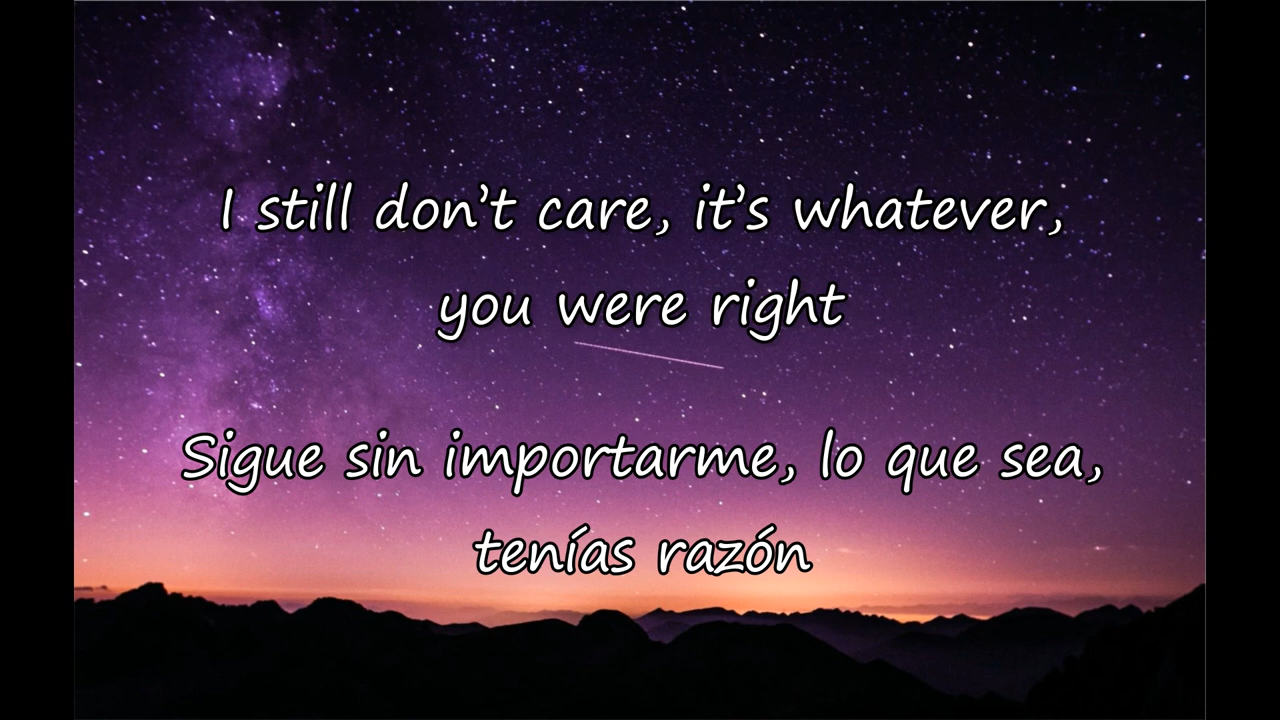 I still don’t care, it’s whatever,
you were right
Sigue sin importarme, lo que sea,
tenías razón